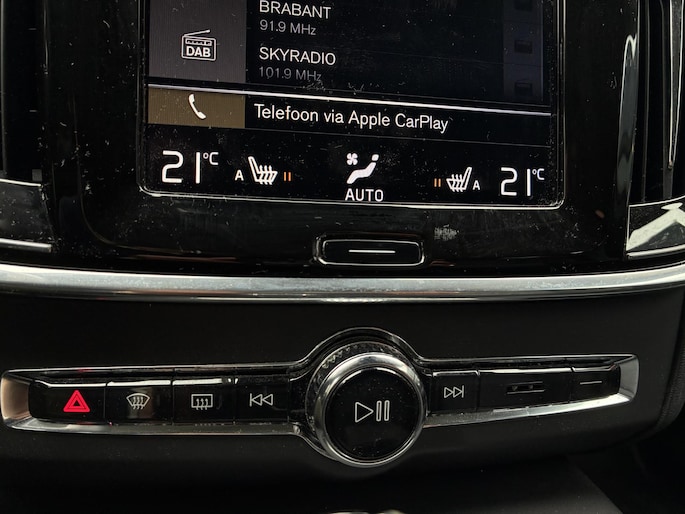 BRABANT
91.9 MHz
DAB
SKYRADIO
101.9 MHz
Telefoon via Apple CarPlay
21°C A AUTO A 21°C